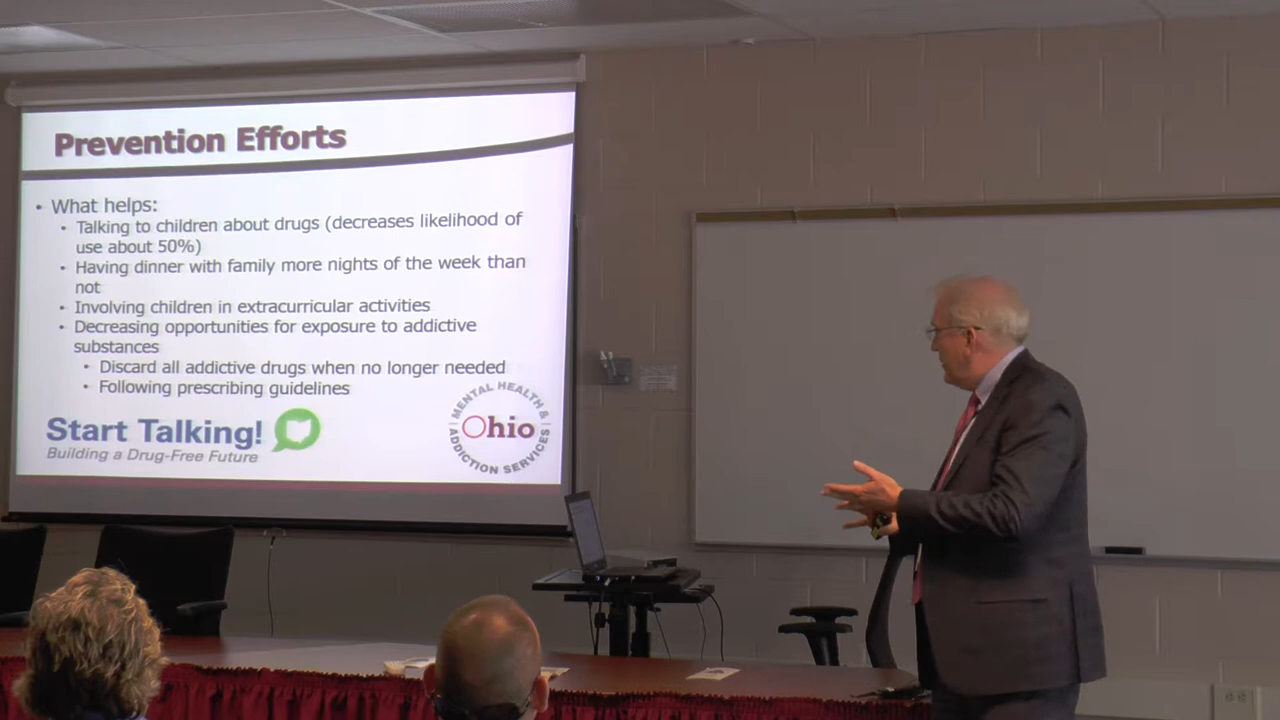 Prevention Efforts
• What helps:
• Talking to children about drugs (decreases likelihood of
use about 50%)
• Having dinner with family more nights of the week than
not
• Involving children in extracurricular activities
• Decreasing opportunities for exposure to addictive
substances
• Discard all addictive drugs when no longer needed
• Following prescribing guidelines
Start Talking!
Building a Drug-Free Future
MENTAL HEALTH &
Ohio
ADDICTION SERVICES